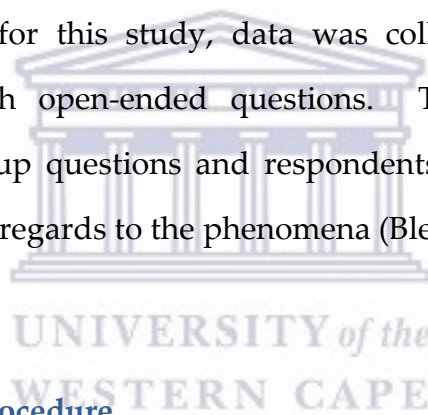 for this study, data was coll
h open-ended questions. T
up questions and respondents
regards to the phenomena (Ble
UNIVERSITY of the
WESTERN CAPE
ocedure